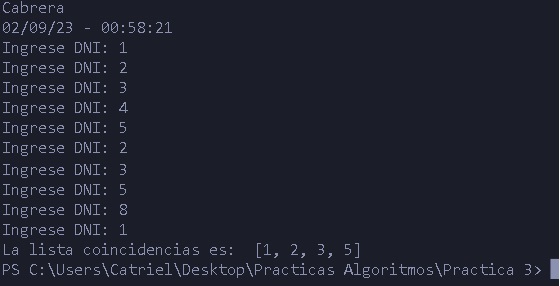 Cabrera
02/09/23 - 00:58:21
Ingrese DNI: 1
Ingrese DNI: 2
Ingrese DNI: 3
Ingrese DNI: 4
Ingrese DNI: 5
Ingrese DNI: 2
Ingrese DNI: 3
Ingrese DNI: 5
Ingrese DNI: 8
Ingrese DNI: 1
La lista coincidencias es:  [1, 2, 3, 5]
PS C:\Users\Catriel\Desktop\Practicas Algoritmos\Practica 3>